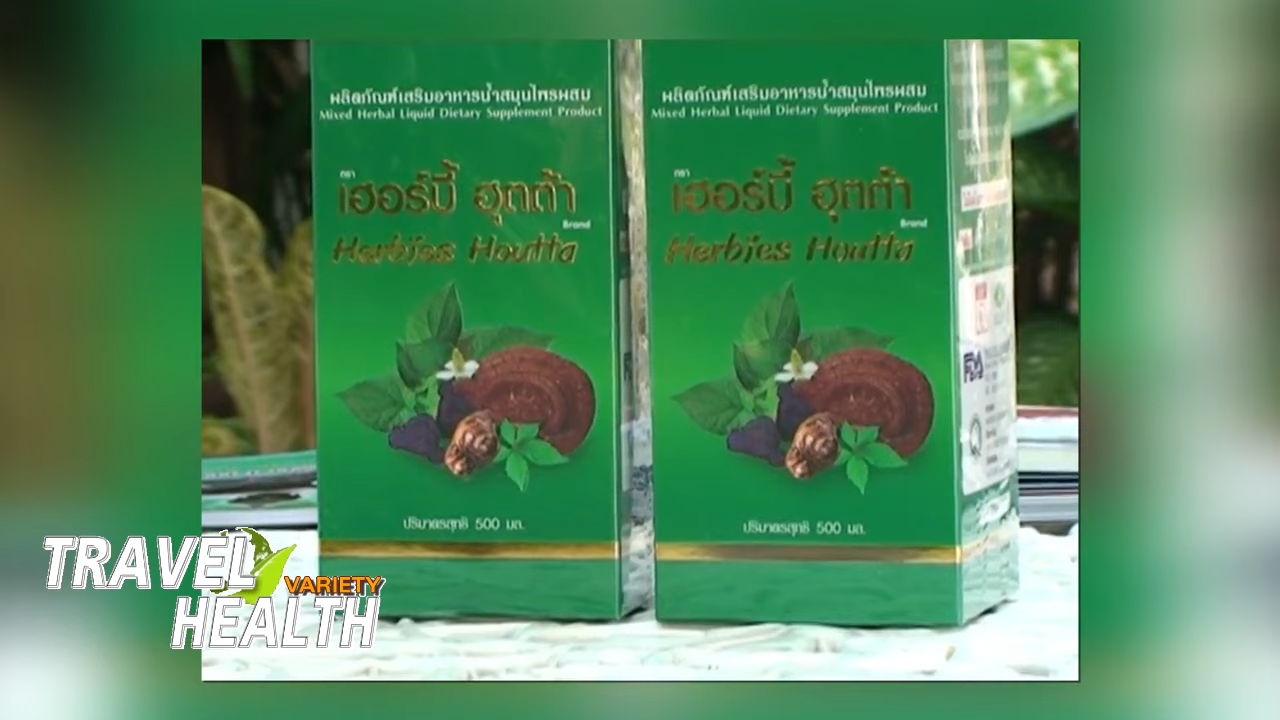 ผลิตภัณฑ์เสริมอาหารน้ำสมุนไพรผสม
Mixed Herbal Liquid Dietary Supplement Product
ตรา
เฮอร์บี้ ฮุตต้า
Brand
Herbies Houtta
ปริมาตรสุทธิ 500 มล.
ผลิตภัณฑ์เสริมอาหารน้ำสมุนไพรผสม
Mixed Herbal Liquid Dietary Supplement Product
ตรา
เฮอร์บี้ ฮุตต้า
Brand
Herbies Houtta
ปริมาตรสุทธิ 500 มล.
FDA
TRAVEL
VARIETY
HEALTH